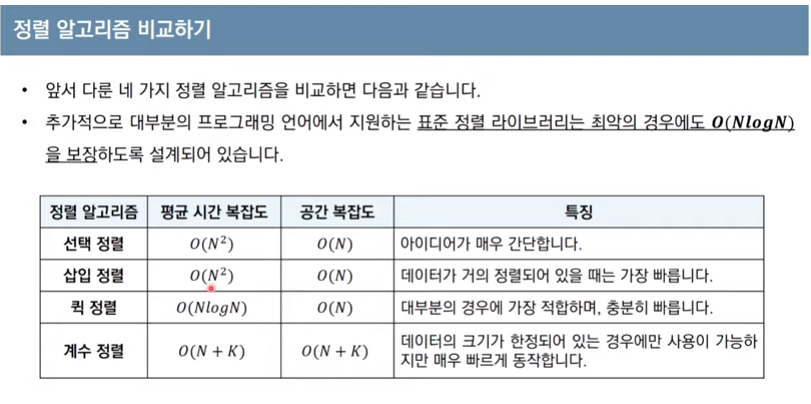 정렬 알고리즘 비교하기
• 앞서 다룬 네 가지 정렬 알고리즘을 비교하면 다음과 같습니다.
• 추가적으로 대부분의 프로그래밍 언어에서 지원하는 표준 정렬 라이브러리는 최악의 경우에도 O(NlogN)
을 보장하도록 설계되어 있습니다.
정렬 알고리즘 평균 시간 복잡도 공간 복잡도 특징
선택 정렬 O(N²) O(N) 아이디어가 매우 간단합니다.
삽입 정렬 O(N²) O(N) 데이터가 거의 정렬되어 있을 때는 가장 빠릅니다.
퀵 정렬 O(NlogN) O(N) 대부분의 경우에 가장 적합하며, 충분히 빠릅니다.
계수 정렬 O(N + K) O(N + K) 데이터의 크기가 한정되어 있는 경우에만 사용이 가능하
지만 매우 빠르게 동작합니다.